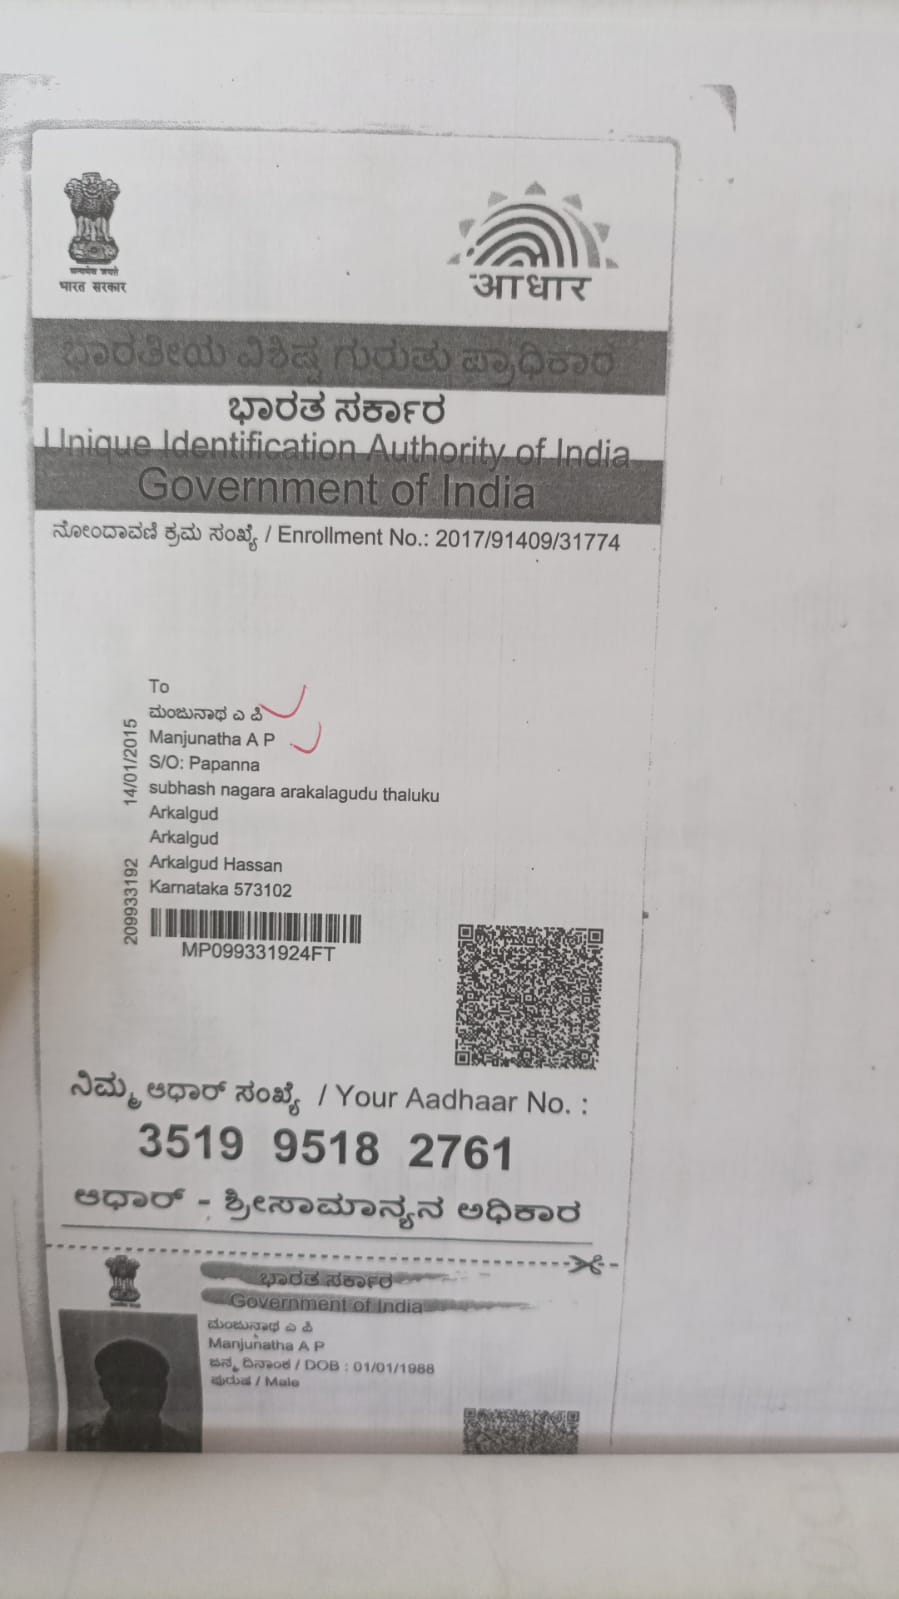 सत्यमेव जयते
भारत सरकार
आधार
ಭಾರತೀಯ ವಿಶಿಷ್ಟ ಗುರುತು ಪ್ರಾಧಿಕಾರ
ಭಾರತ ಸರ್ಕಾರ
Unique Identification Authority of India
Government of India
ನೋಂದಾವಣಿ ಕ್ರಮ ಸಂಖ್ಯೆ / Enrollment No.: 2017/91409/31774
To
ಮಂಜುನಾಥ ಎ ಪಿ
Manjunatha A P
S/O: Papanna
subhash nagara arakalagudu thaluku
Arkalgud
Arkalgud
Arkalgud Hassan
Karnataka 573102
14/01/2015
209933192
MP099331924FT
ನಿಮ್ಮ ಆಧಾರ್ ಸಂಖ್ಯೆ / Your Aadhaar No. :
3519 9518 2761
ಆಧಾರ್ - ಶ್ರೀಸಾಮಾನ್ಯನ ಅಧಿಕಾರ
ಭಾರತ ಸರ್ಕಾರ
Government of India
ಮಂಜುನಾಥ ಎ ಪಿ
Manjunatha A P
ಜನ್ಮ ದಿನಾಂಕ / DOB : 01/01/1988
ಪುರುಷ / Male